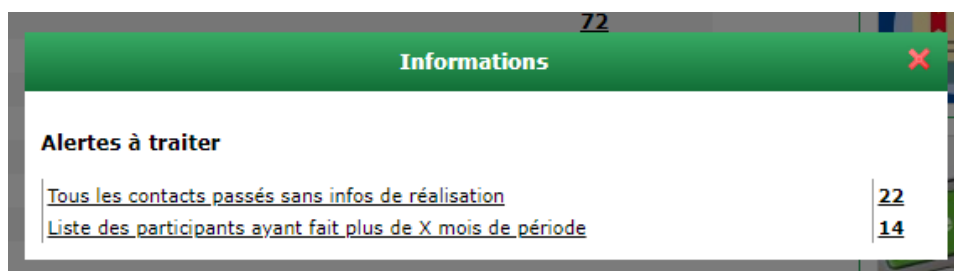 72
Informations
Alertes à traiter
Tous les contacts passés sans infos de réalisation 22
Liste des participants ayant fait plus de X mois de période 14